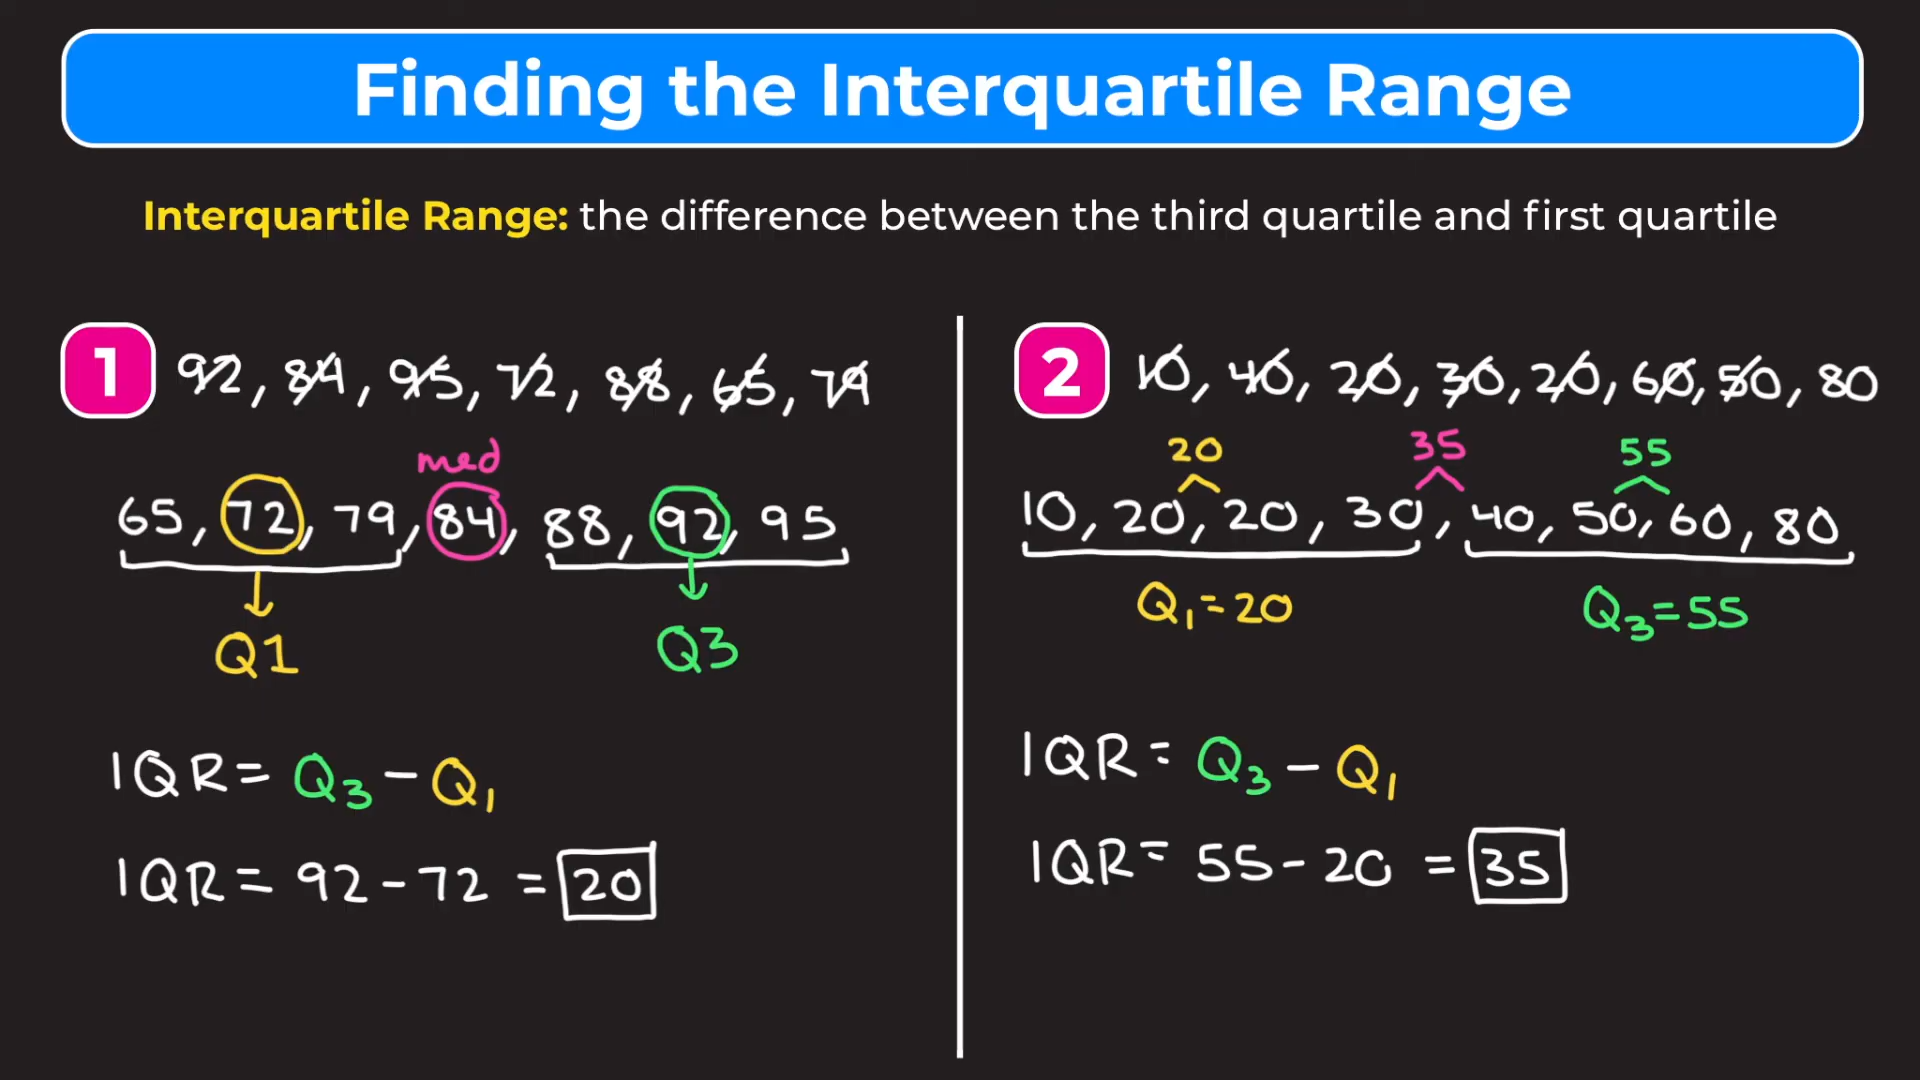 Finding the Interquartile Range
Interquartile Range: the difference between the third quartile and first quartile
1
92, 84, 95, 72, 88, 65, 79
med
65, 72, 79, 84, 88, 92, 95
Q1
Q3
IQR = Q3 - Q1
IQR = 92 - 72 = 20
2
10, 40, 20, 30, 20, 60, 50, 80
20 35 55
10, 20, 20, 30, 40, 50, 60, 80
Q1 = 20
Q3 = 55
IQR = Q3 - Q1
IQR = 55 - 20 = 35